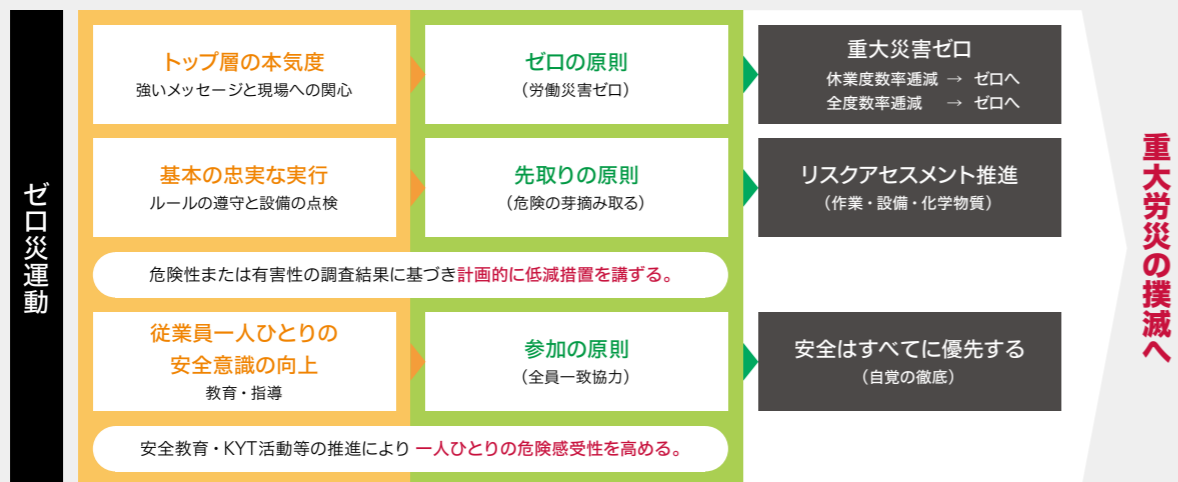 ゼロ災運動
トップ層の本気度
強いメッセージと現場への関心
ゼロの原則
（労働災害ゼロ）
重大災害ゼロ
休業度数率逓減 → ゼロへ
全度数率逓減 → ゼロへ
基本の忠実な実行
ルールの遵守と設備の点検
先取りの原則
（危険の芽摘み取る）
リスクアセスメント推進
（作業・設備・化学物質）
危険性または有害性の調査結果に基づき計画的に低減措置を講ずる。
従業員一人ひとりの
安全意識の向上
教育・指導
参加の原則
（全員一致協力）
安全はすべてに優先する
（自覚の徹底）
安全教育・KYT活動等の推進により 一人ひとりの危険感受性を高める。
重大労災の撲滅へ